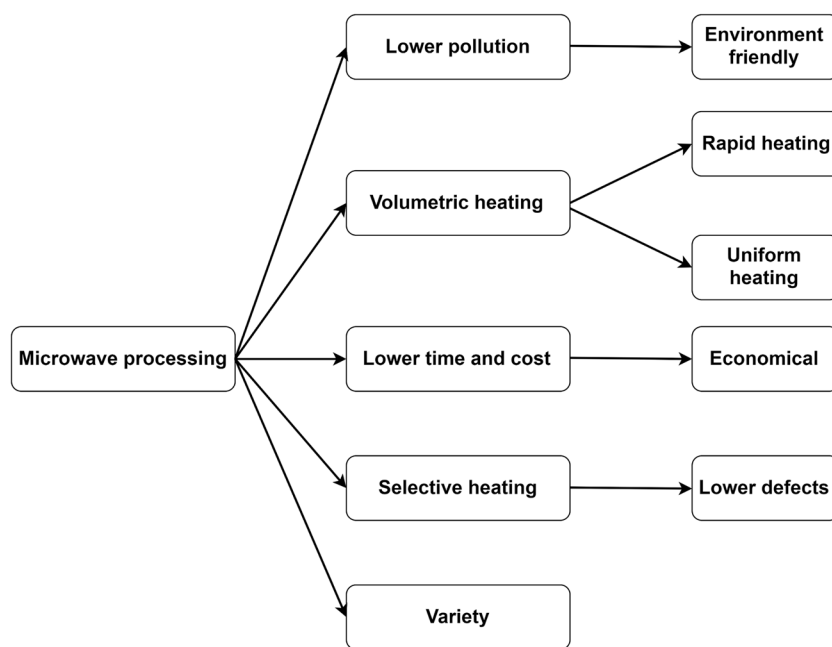 Lower pollution
Environment
friendly
Rapid heating
Volumetric heating
Uniform
heating
Microwave processing
Lower time and cost
Economical
Selective heating
Lower defects
Variety